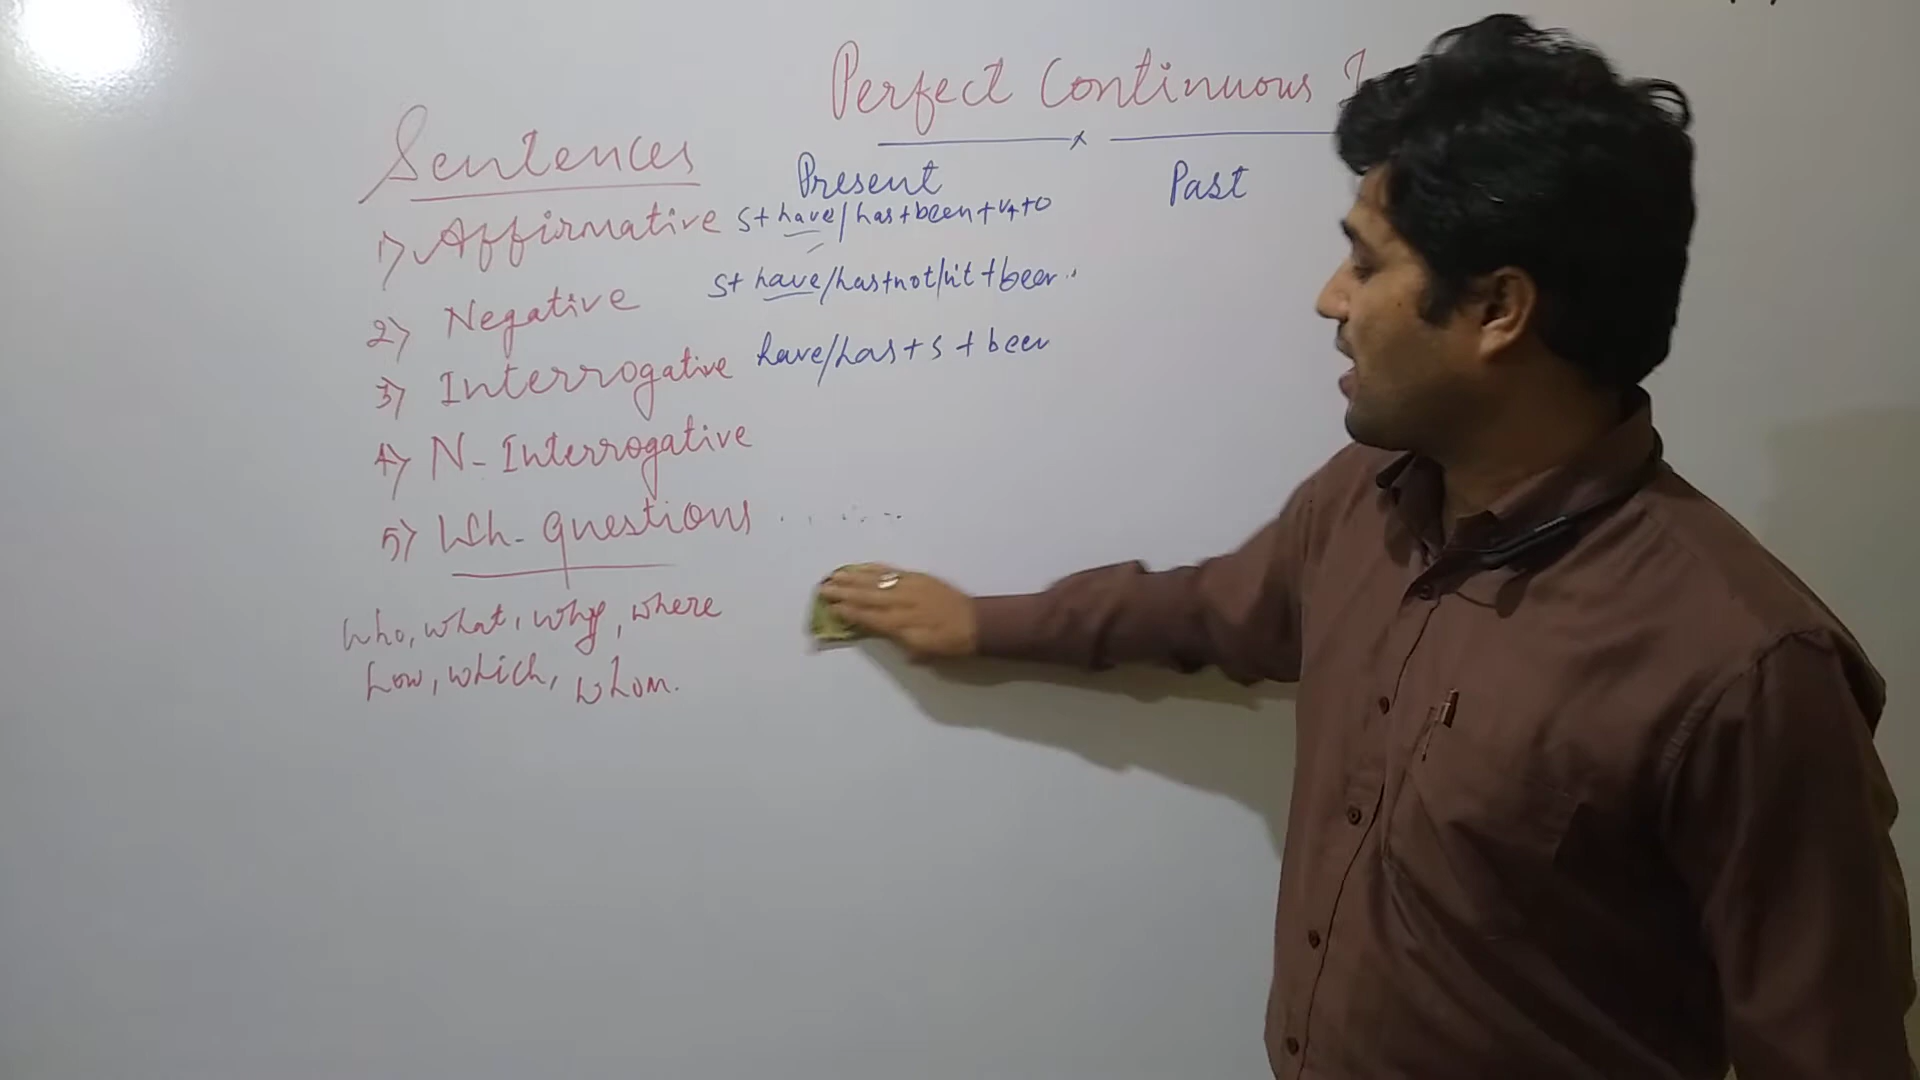 Perfect Continuous
Sentences
Present
Past
1) Affirmative S+ have/has+been+v4+o
2) Negative S+ have/has+not/n't+been..
3) Interrogative have/has+s+been
4) N-Interrogative
5) Wh-questions
who, what, why, where
how, which, whom.